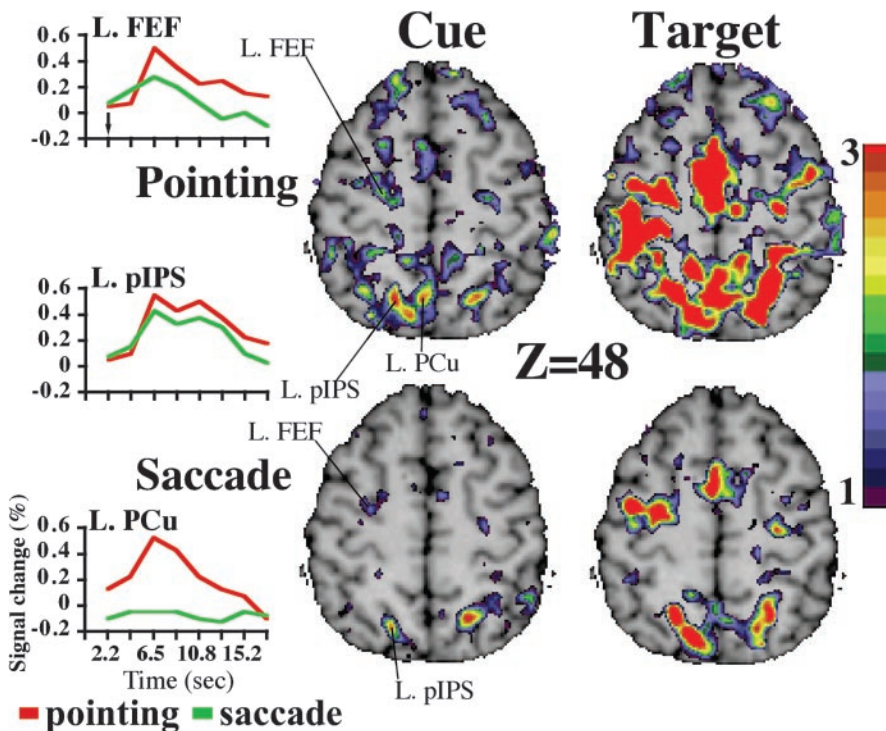 L. FEF
0.6
0.4
0.2
0
-0.2
L. FEF
Cue
Target
Pointing
3
L. pIPS
0.6
0.4
0.2
0
-0.2
L. pIPS
L. PCu
Z=48
L. FEF
Saccade
1
L. PCu
0.6
0.4
0.2
0
-0.2
Signal change (%)
2.2 6.5 10.8 15.2
Time (sec)
L. pIPS
pointing saccade